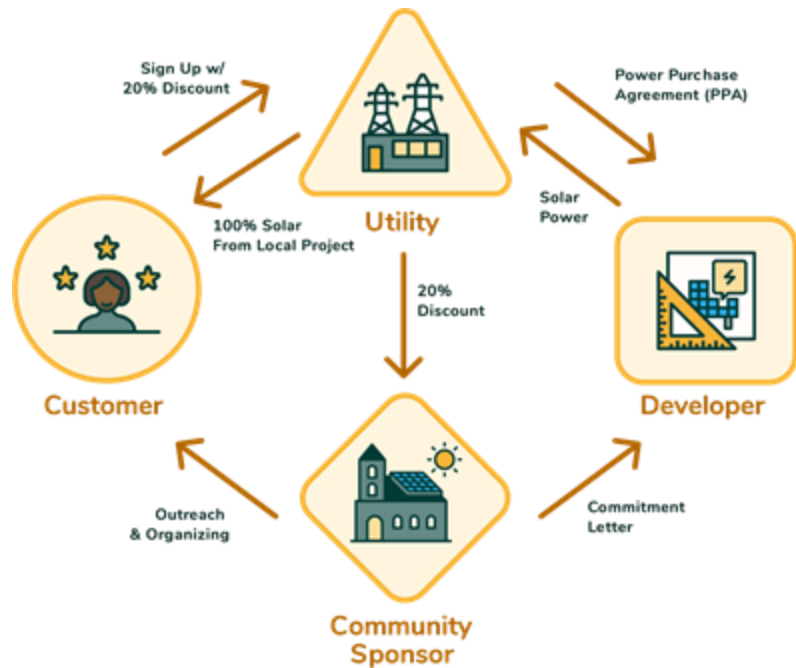 Sign Up w/
20% Discount
Power Purchase
Agreement (PPA)
Solar
Power
Utility
100% Solar
From Local Project
20%
Discount
Customer
Developer
Outreach
& Organizing
Commitment
Letter
Community
Sponsor